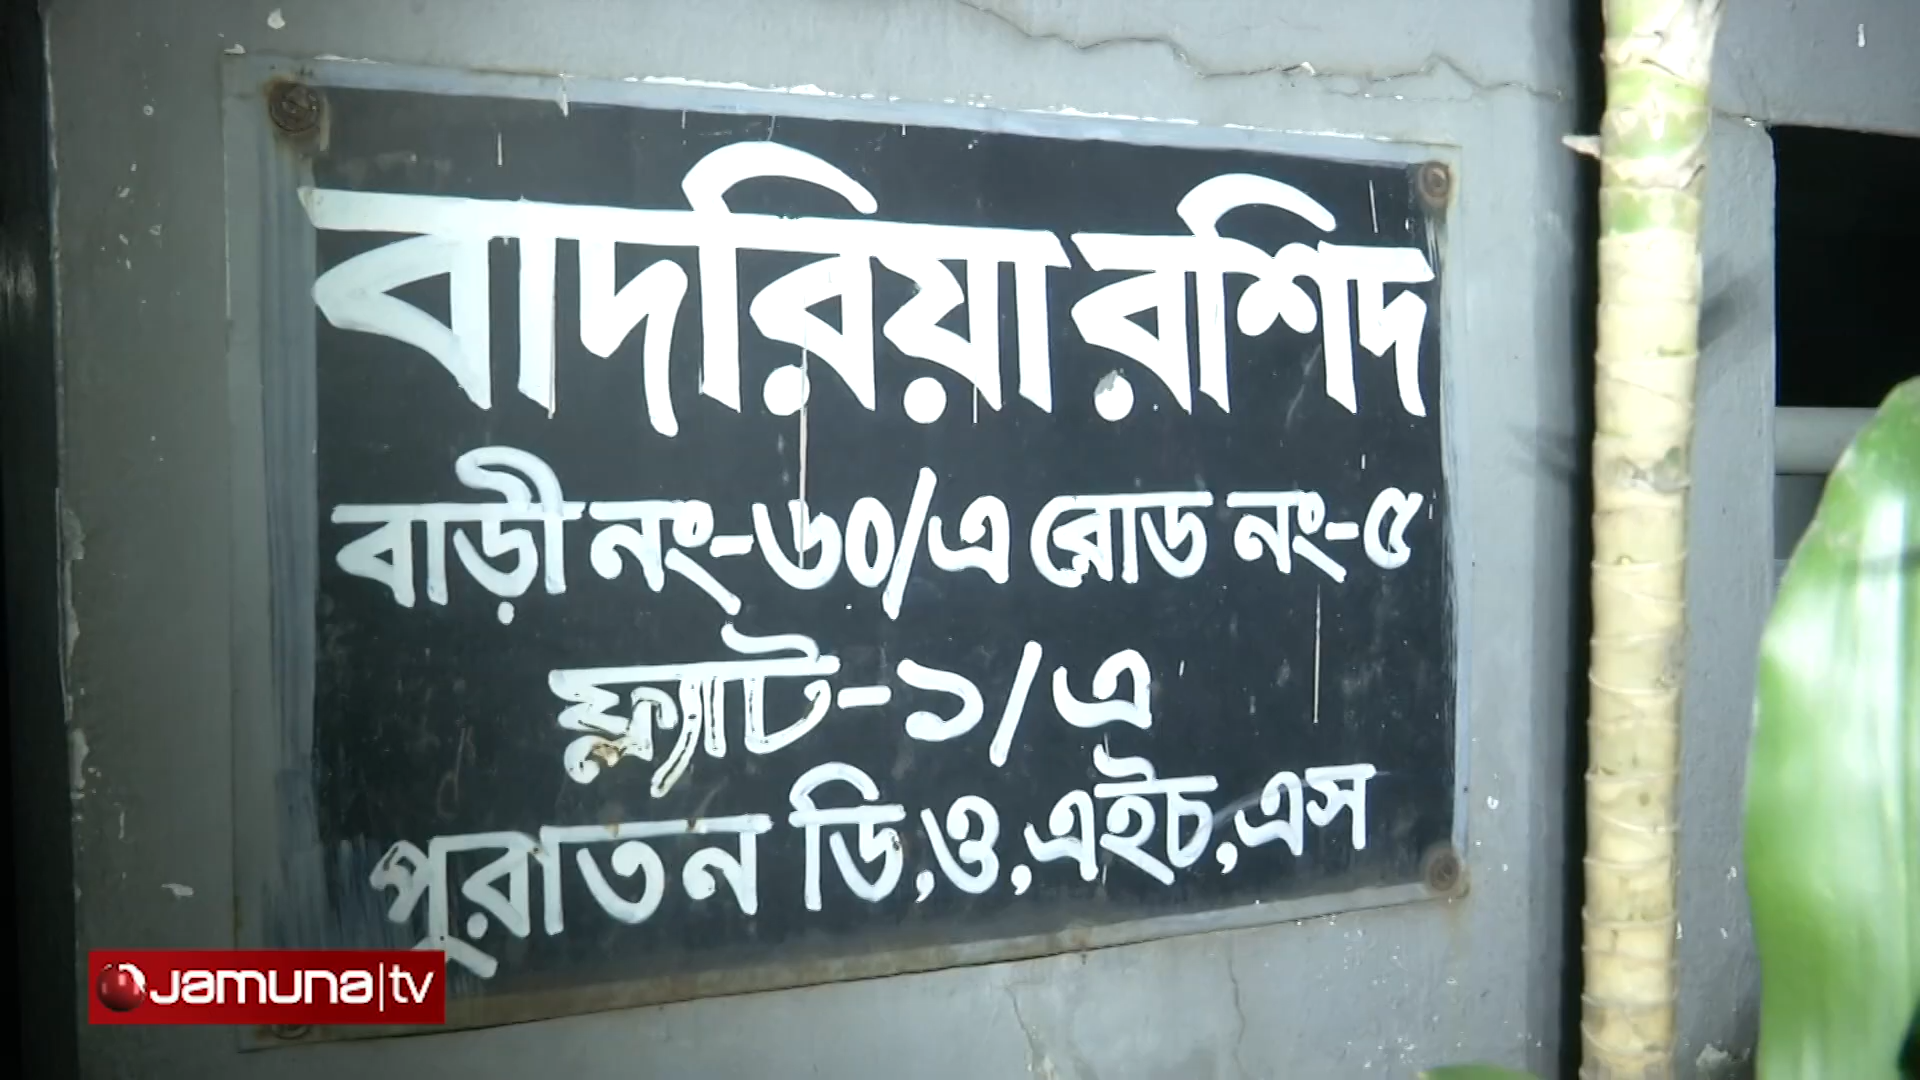 বাদরিয়া রশিদ
বাড়ী নং-৬০/এ রোড নং-৫
ফ্ল্যাট-১/এ
পুরাতন ডি,ও,এইচ,এস
Jamuna|tv